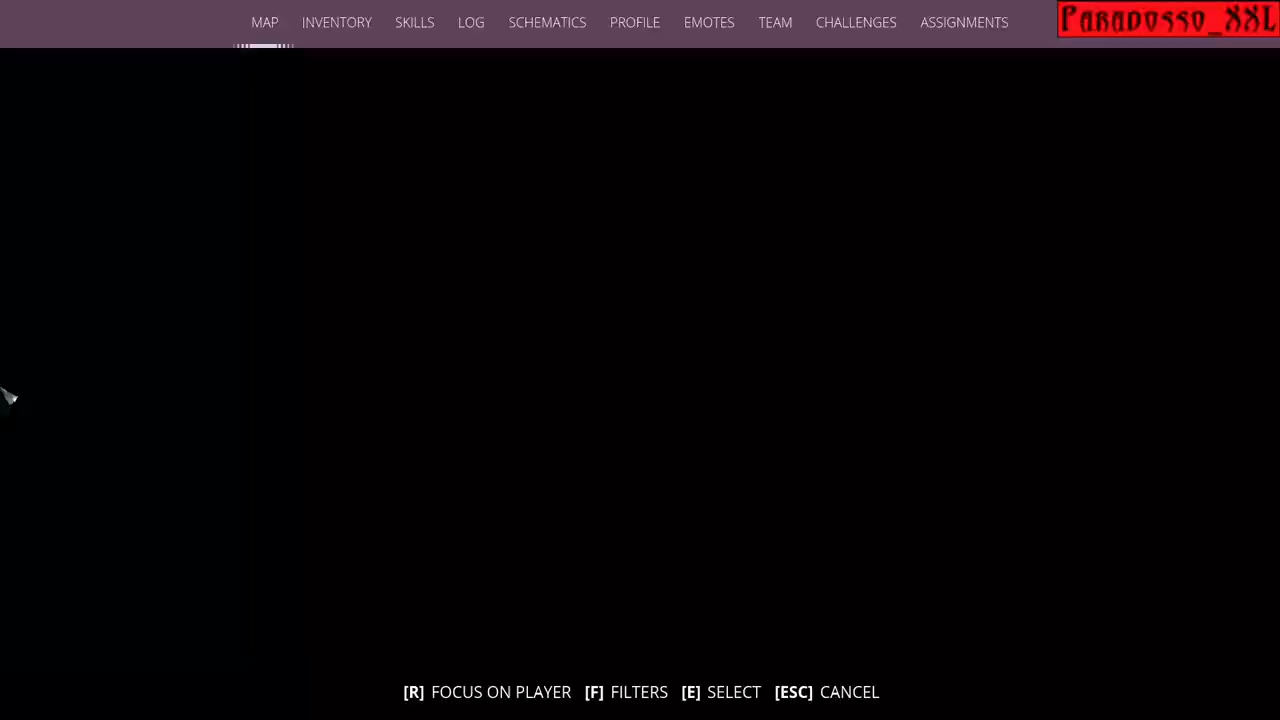 MAP INVENTORY SKILLS LOG SCHEMATICS PROFILE EMOTES TEAM CHALLENGES ASSIGNMENTS Paradosso_XXL
[R] FOCUS ON PLAYER [F] FILTERS [E] SELECT [ESC] CANCEL